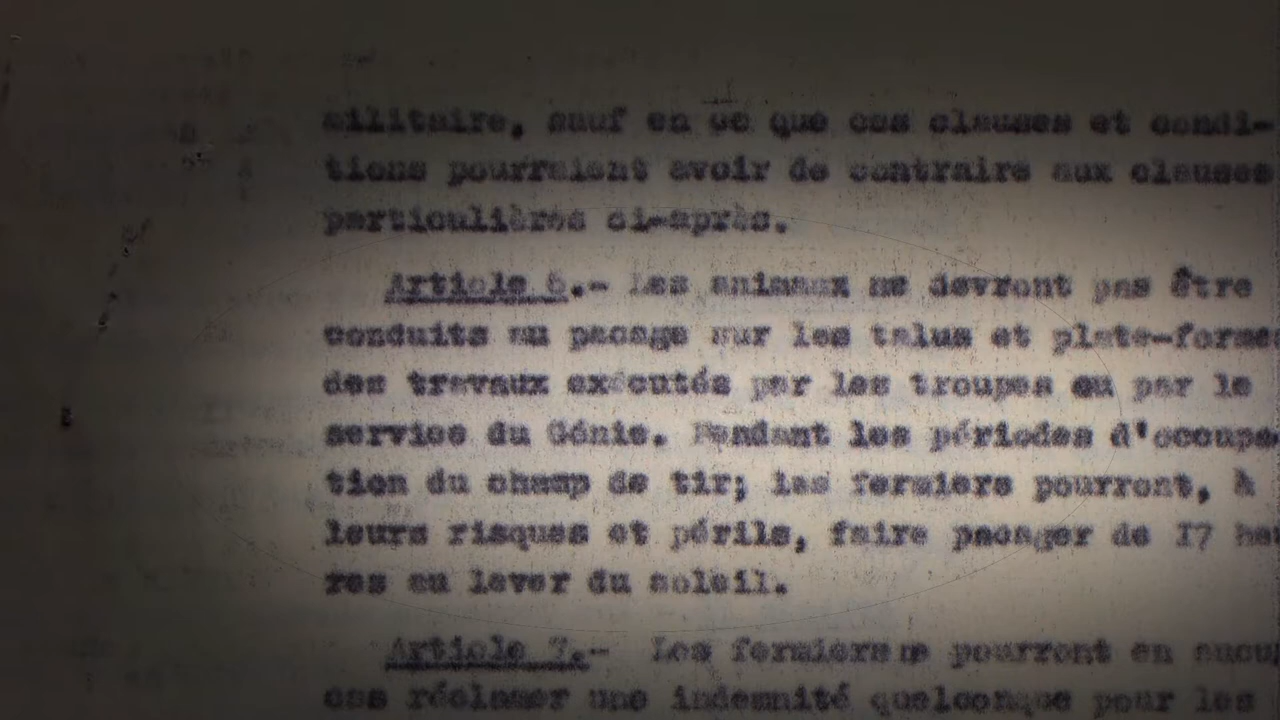 militaire, sauf en ce que ces clauses et condi-
tions pourraient avoir de contraire aux clauses
particulières ci-après.
Article 6.- Les animaux ne devront pas être
conduits au pacage sur les talus et plate-forme
des travaux exécutés par les troupes ou par le
service du Génie. Pendant les périodes d'occupa
tion du champ de tir; les fermiers pourront, à
leurs risques et périls, faire pacager de I7 heu
res au lever du soleil.
Article 7.- Les fermiers ne pourront en aucu
cas réclamer une indemnité quelconque pour les